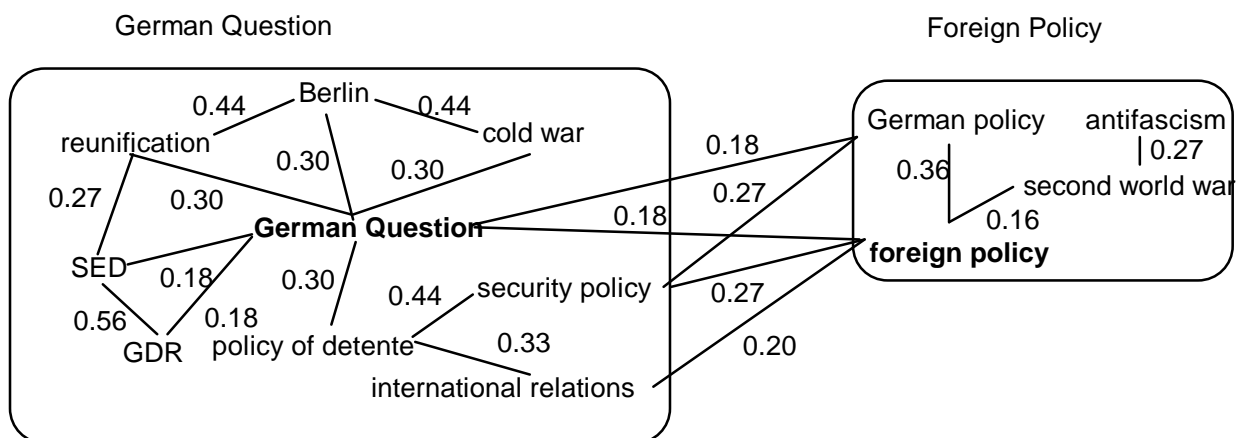 German Question
Foreign Policy
Berlin
0.44
0.44
reunification
cold war
0.30
0.30
0.27
0.30
German Question
SED
0.18
0.30
security policy
0.44
0.56
0.18
GDR
policy of detente
0.33
international relations
0.18
0.27
0.18
0.27
0.20
German policy
antifascism
0.36
0.27
second world war
0.16
foreign policy